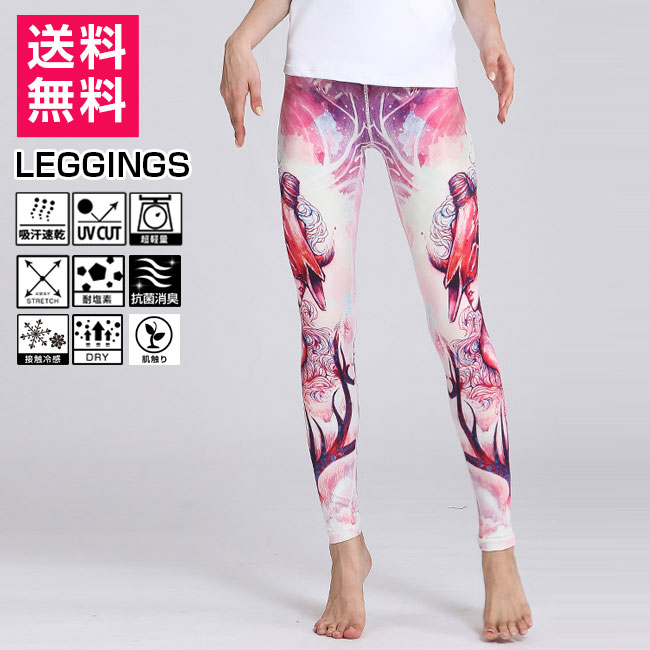 送料
無料
LEGGINGS
吸汗速乾
UV CUT
超軽量
STRETCH
耐塩素
抗菌消臭
接触冷感
DRY
肌触り